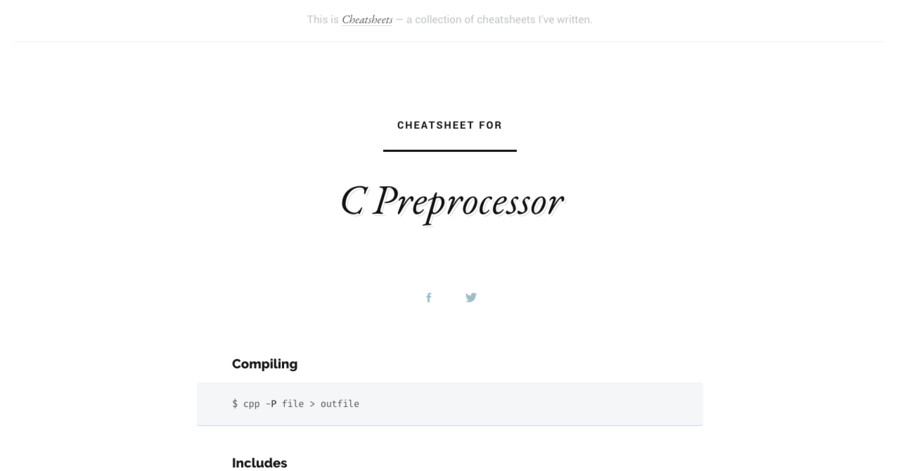 This is Cheatsheets — a collection of cheatsheets I've written.
CHEATSHEET FOR
C Preprocessor
Compiling
$ cpp -P file > outfile
Includes